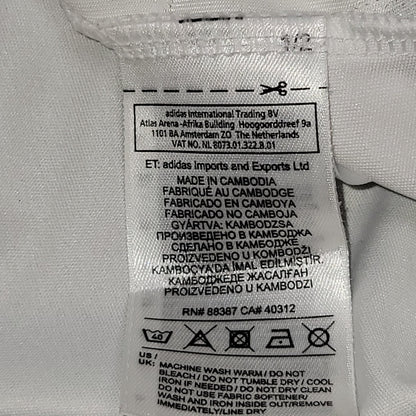 1/2
adidas International Trading BV
Atlas Arena -Afrika Building Hoogoorddreef 9a
1101 BA Amsterdam ZO The Netherlands
VAT NO. NL 8073.01.322.B.01
ET: adidas Imports and Exports Ltd
MADE IN CAMBODIA
FABRIQUÉ AU CAMBODGE
FABRICADO EN CAMBOYA
FABRICADO NO CAMBOJA
GYÁRTVA: KAMBODZSA
ПРОИЗВЕДЕНО В КАМБОДЖА
СДЕЛАНО В КАМБОДЖЕ
PROIZVEDENO U KOMBODŽI
KAMBOÇYA'DA İMAL EDİLMİŞTİR.
КАМБОДЖЕДЕ ЖАСАЛҒАН
PROIZVEDENO U KAMBODŽI
RN# 88387 CA# 40312
40
US /
UK: MACHINE WASH WARM / DO NOT
BLEACH / DO NOT TUMBLE DRY / COOL
IRON IF NEEDED / DO NOT DRY CLEAN
DO NOT USE FABRIC SOFTENER/
WASH AND IRON INSIDE OUT/REMOVE
IMMEDIATELY/LINE DRY